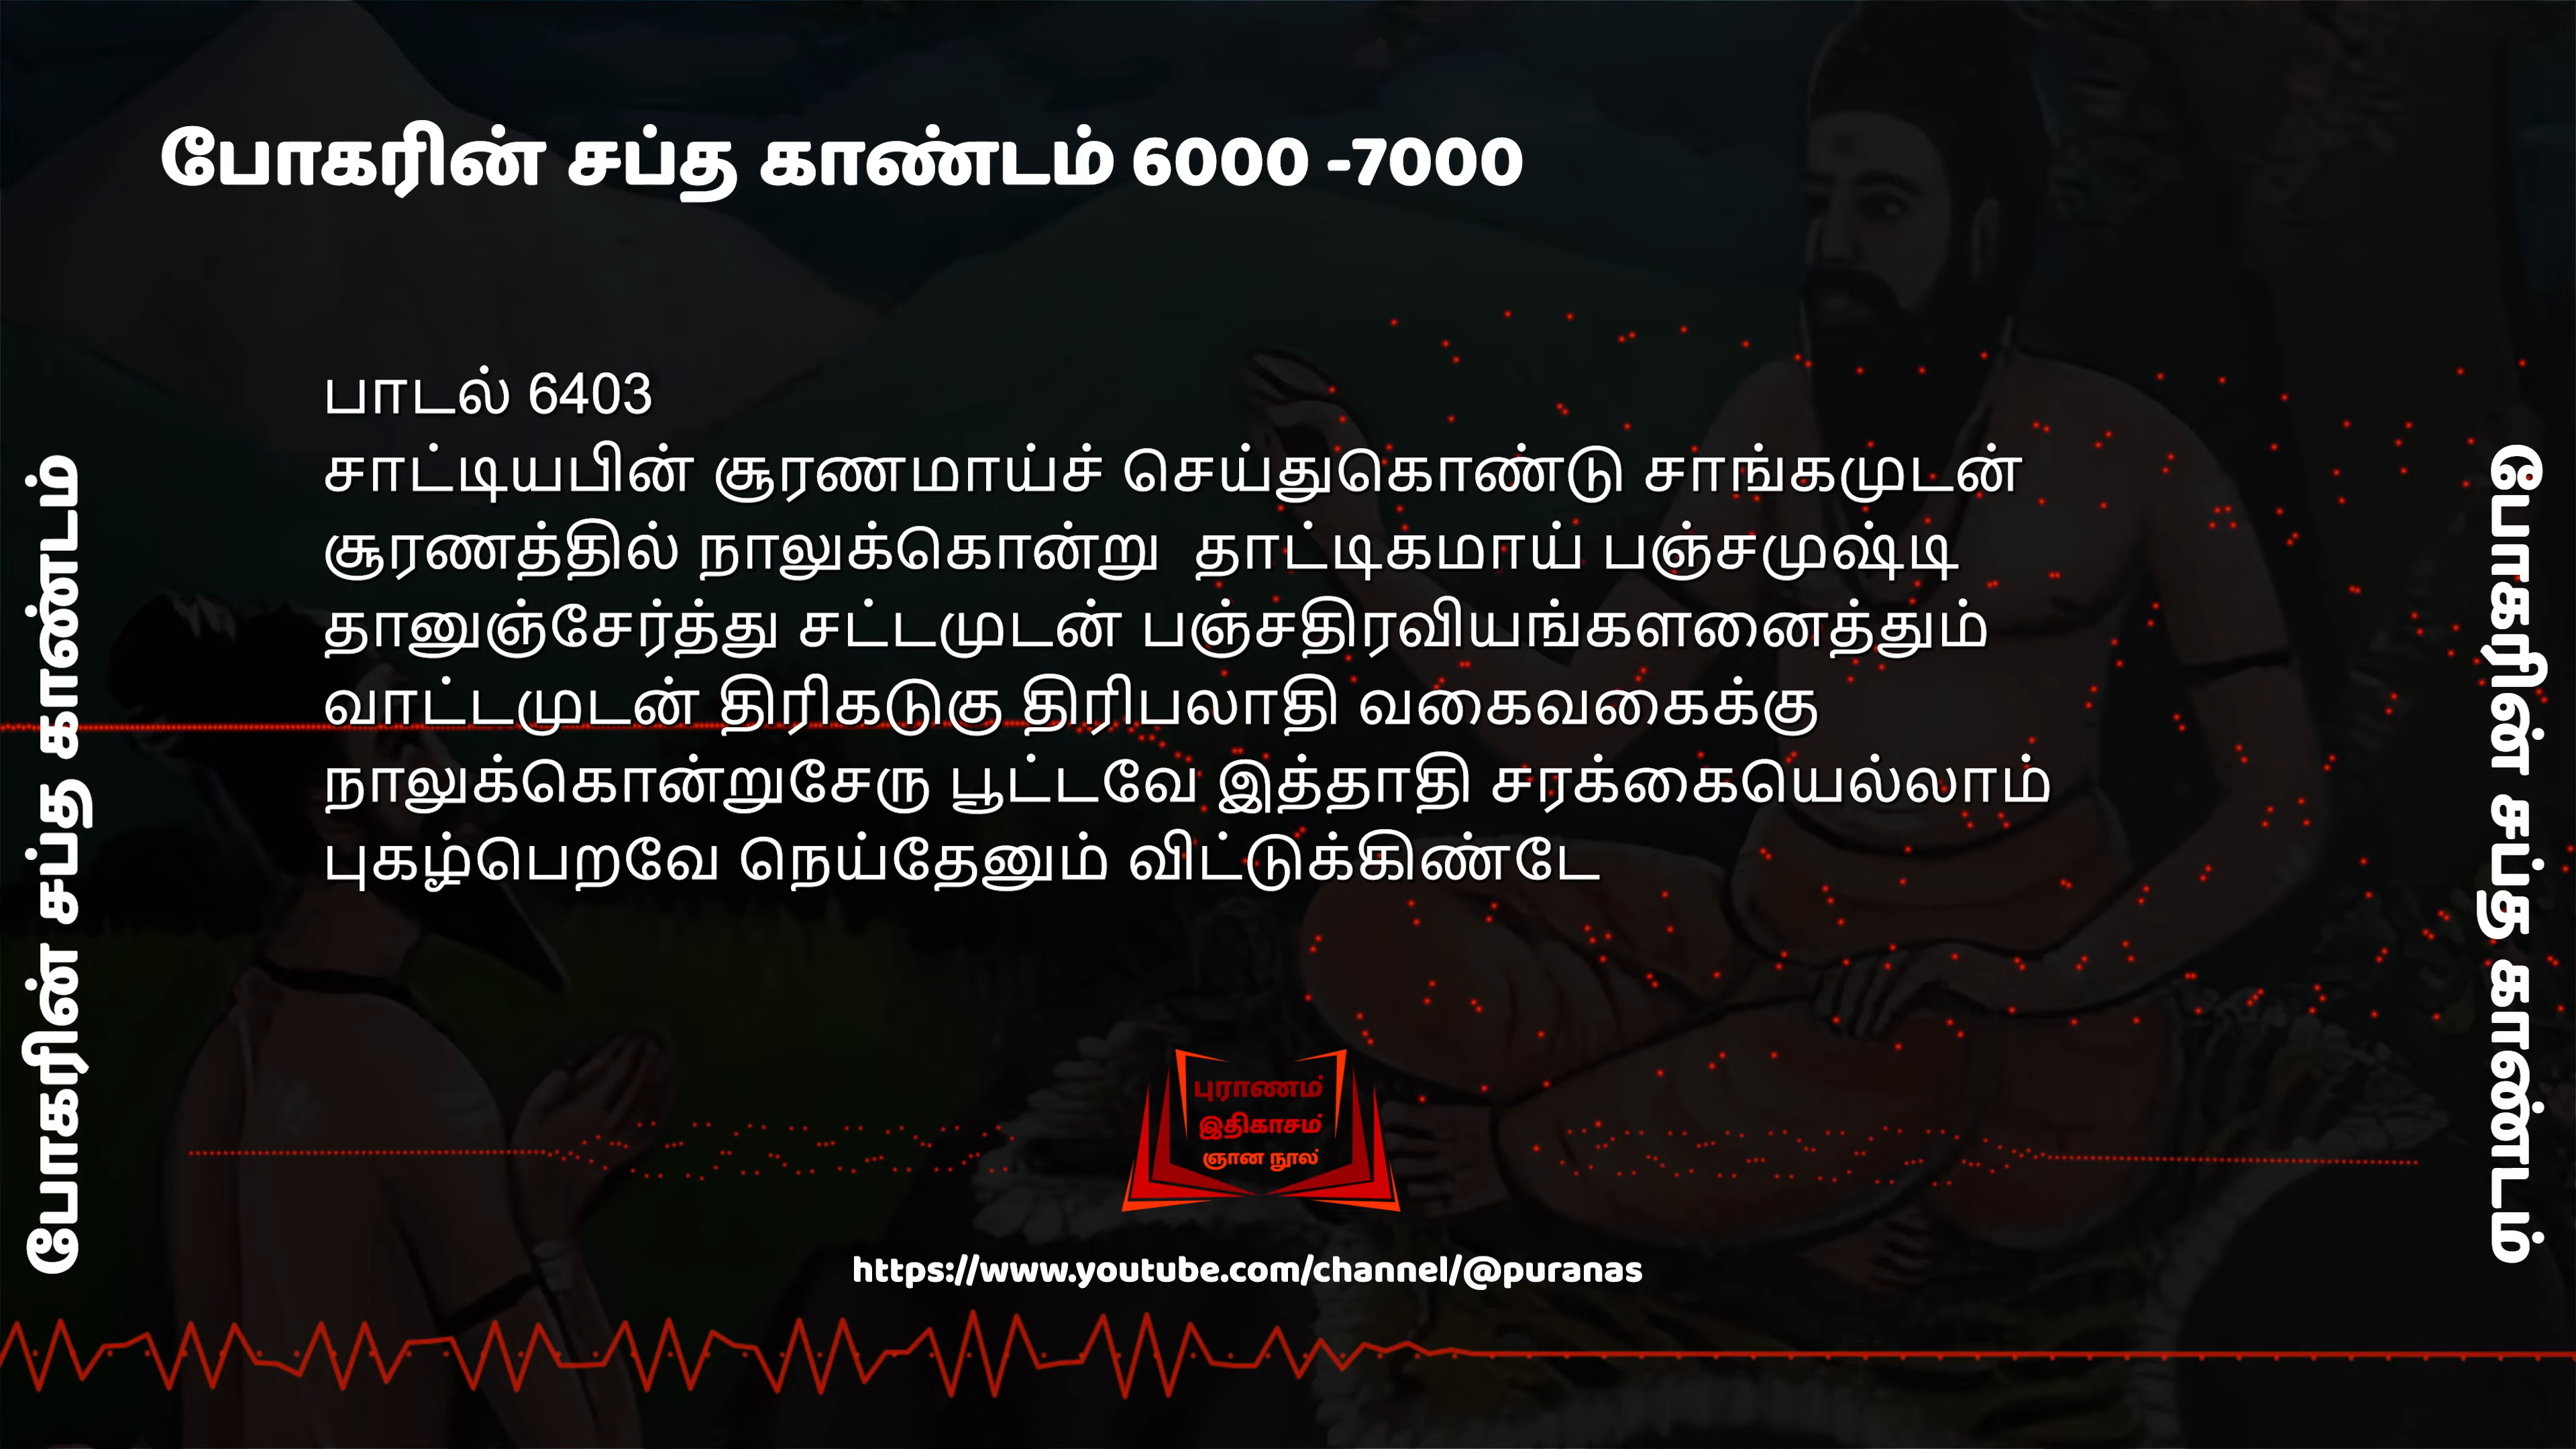 போகரின் சப்த காண்டம் 6000 -7000
பாடல் 6403
சாட்டியபின் சூரணமாய்ச் செய்துகொண்டு சாங்கமுடன்
சூரணத்தில் நாலுக்கொன்று  தாட்டிகமாய் பஞ்சமுஷ்டி
தானுஞ்சேர்த்து சட்டமுடன் பஞ்சதிரவியங்களனைத்தும்
வாட்டமுடன் திரிகடுகு திரிபலாதி வகைவகைக்கு
நாலுக்கொன்றுசேரு பூட்டவே இத்தாதி சரக்கையெல்லாம்
புகழ்பெறவே நெய்தேனும் விட்டுக்கிண்டே
போகரின் சப்த காண்டம்
போகரின் சப்த காண்டம்
புராணம்
இதிகாசம்
ஞான நூல்
https://www.youtube.com/channel/@puranas